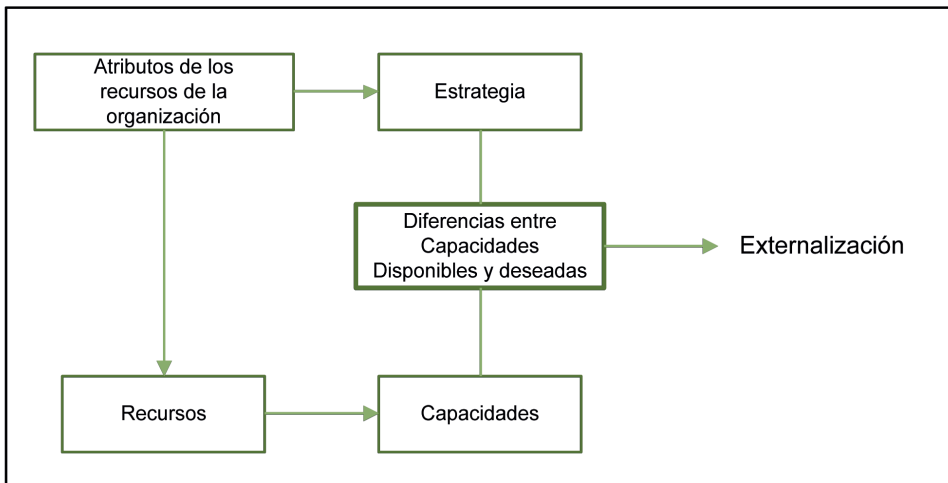 Atributos de los
recursos de la
organización
Estrategia
Diferencias entre
Capacidades
Disponibles y deseadas
Externalización
Recursos
Capacidades